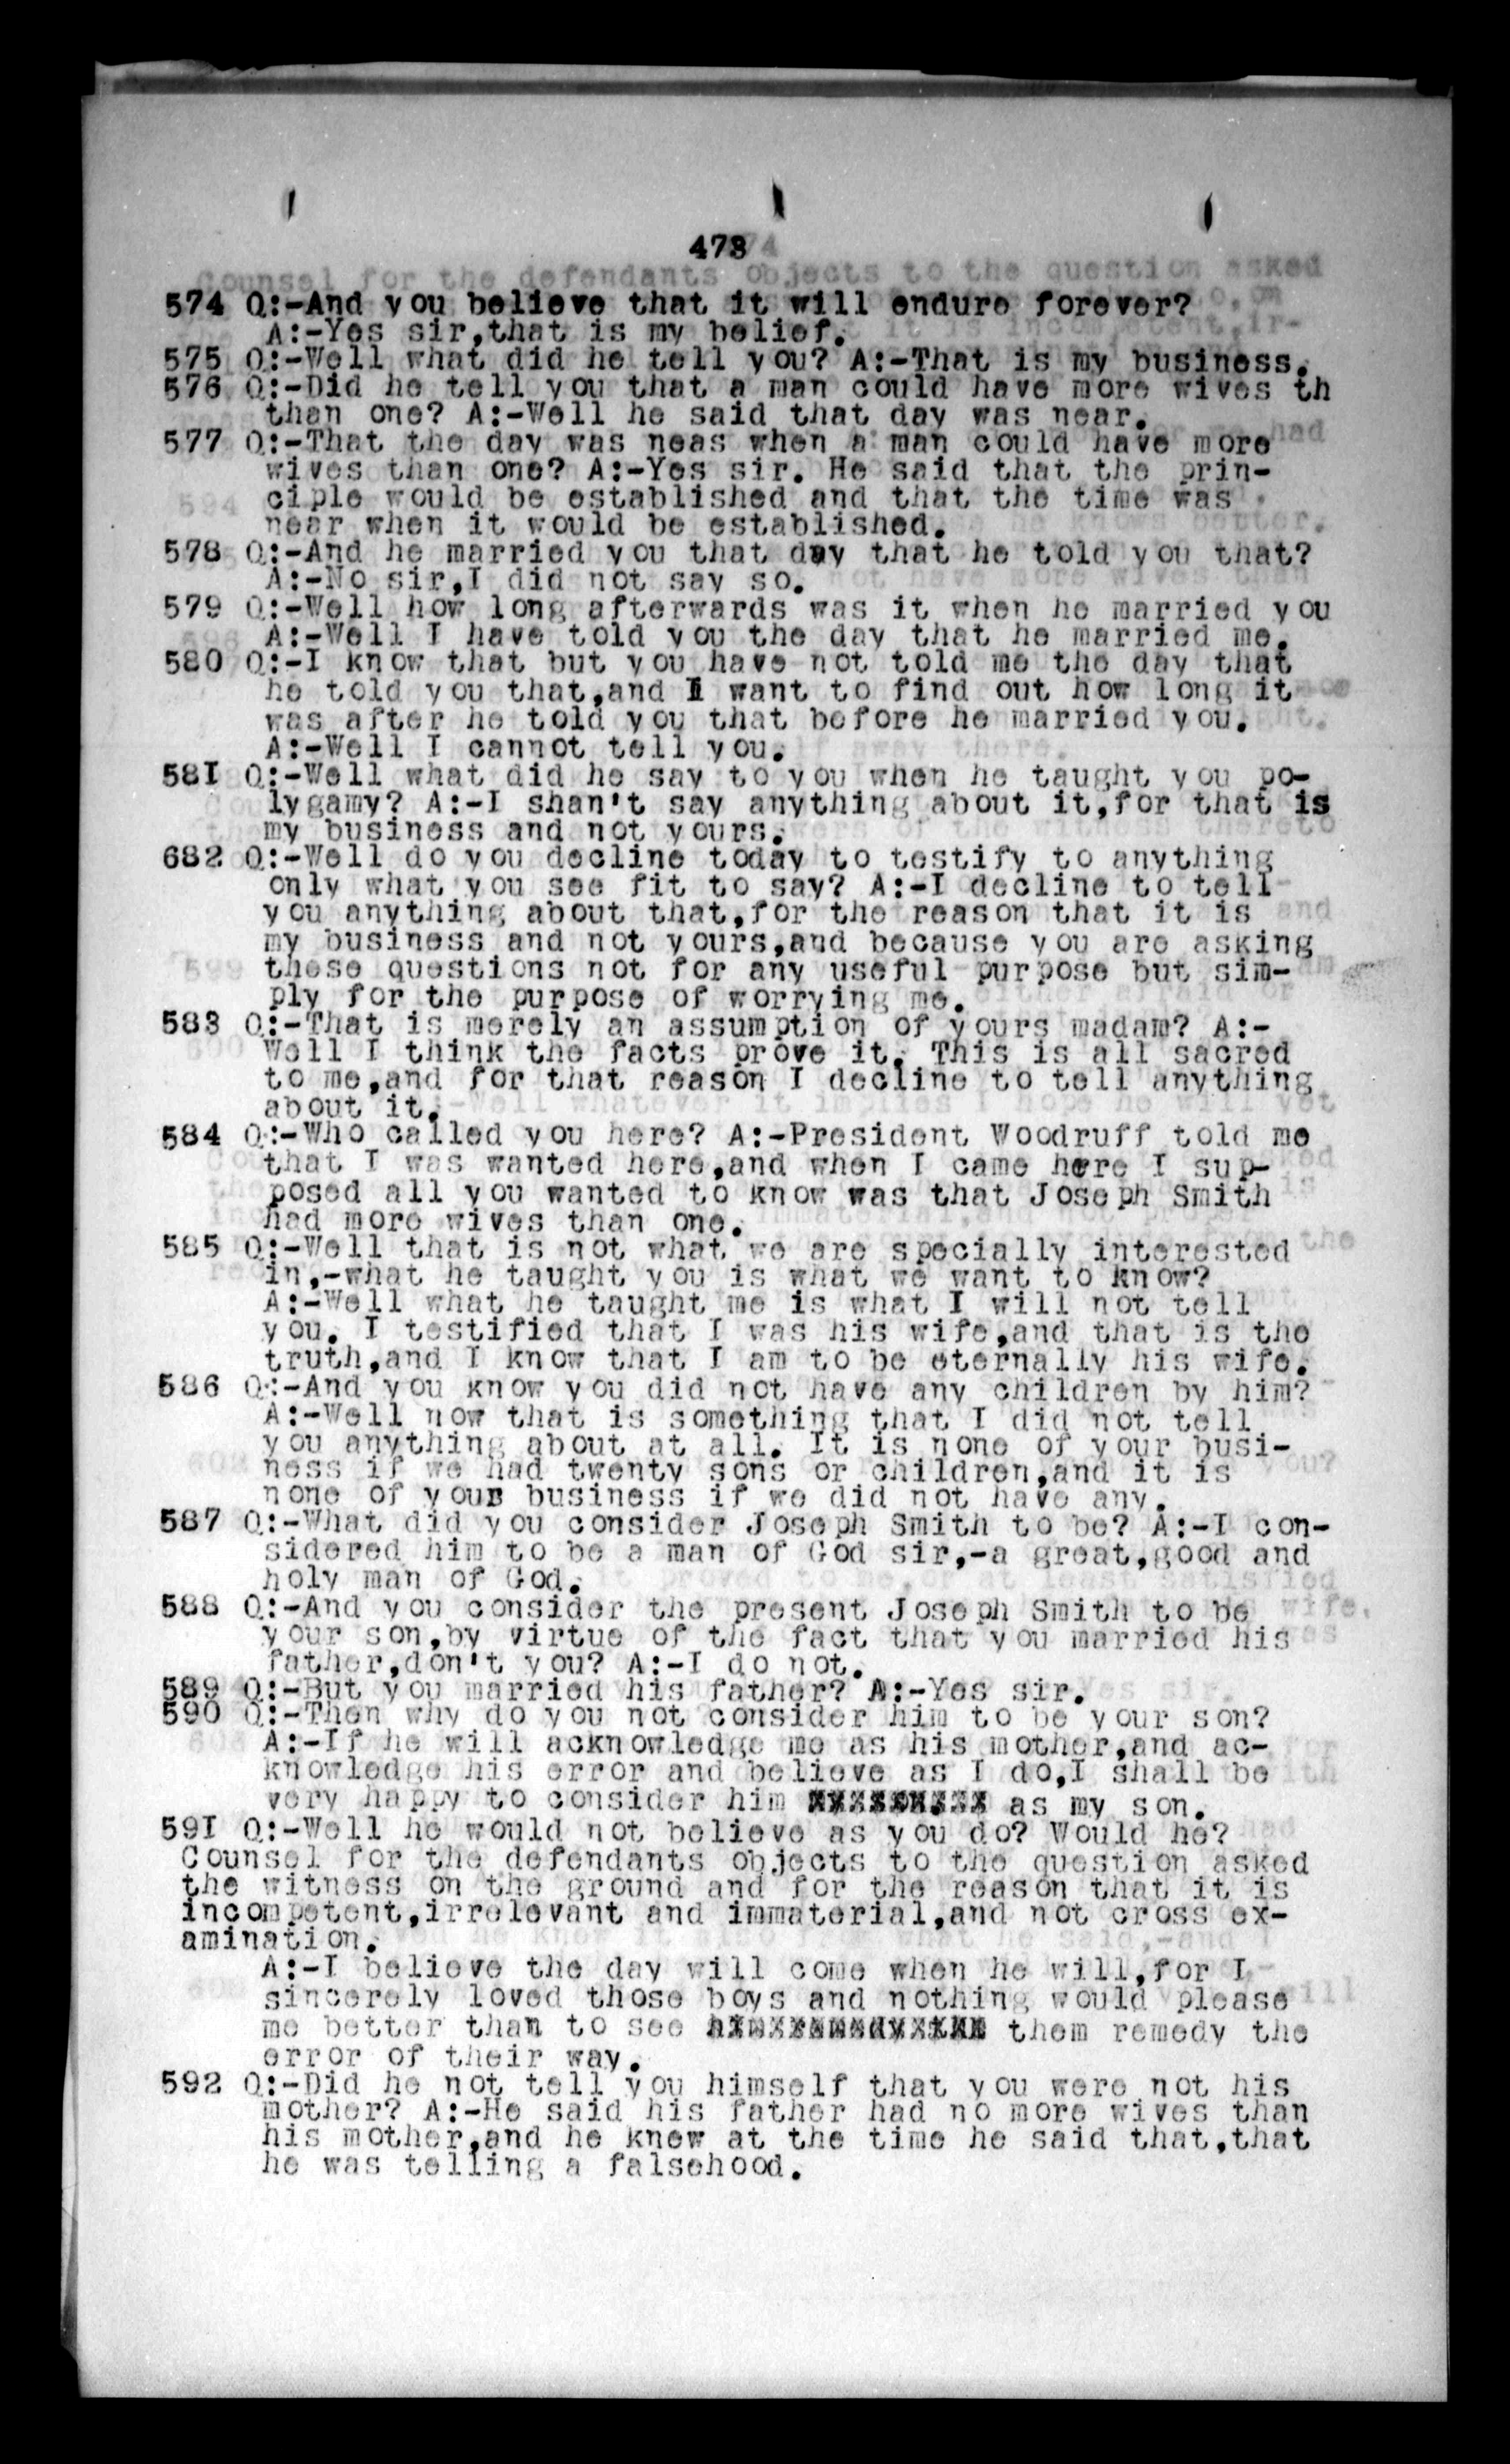 473
574 Q:-And you believe that it will endure forever?
A:-Yes sir,that is my belief.
575 Q:-Well what did he tell you? A:-That is my business.
576 Q:-Did he tell you that a man could have more wives th
than one? A:-Well he said that day was near.
577 Q:-That the day was neas when a man could have more
wives than one? A:-Yes sir. He said that the prin-
ciple would be established and that the time was
near when it would be established.
578 Q:-And he married you that day that he told you that?
A:-No sir,I did not say so.
579 Q:-Well how long afterwards was it when he married you
A:-Well I have told you the day that he married me.
580 Q:-I know that but you have not told me the day that
he told you that,and I want to find out how long it
was after he told you that before he married you.
A:-Well I cannot tell you.
581 Q:-Well what did he say to you when he taught you po-
lygamy? A:-I shan't say anything about it,for that is
my business and not yours.
682 Q:-Well do you decline today to testify to anything
only what you see fit to say? A:-I decline to tell
you anything about that,for the reason that it is
my business and not yours,and because you are asking
these questions not for any useful purpose but sim-
ply for the purpose of worrying me.
583 Q:-That is merely an assumption of yours madam? A:-
Well I think the facts prove it. This is all sacred
to me,and for that reason I decline to tell anything
about it.
584 Q:-Who called you here? A:-President Woodruff told me
that I was wanted here,and when I came here I sup-
posed all you wanted to know was that Joseph Smith
had more wives than one.
585 Q:-Well that is not what we are specially interested
in,-what he taught you is what we want to know?
A:-Well what he taught me is what I will not tell
you. I testified that I was his wife,and that is the
truth,and I know that I am to be eternally his wife.
586 Q:-And you know you did not have any children by him?
A:-Well now that is something that I did not tell
you anything about at all. It is none of your busi-
ness if we had twenty sons or children,and it is
none of your business if we did not have any.
587 Q:-What did you consider Joseph Smith to be? A:-I con-
sidered him to be a man of God sir,-a great,good and
holy man of God.
588 Q:-And you consider the present Joseph Smith to be
your son,by virtue of the fact that you married his
father,don't you? A:-I do not.
589 Q:-But you married his father? A:-Yes sir.
590 Q:-Then why do you not consider him to be your son?
A:-If he will acknowledge me as his mother,and ac-
knowledge his error and believe as I do,I shall be
very happy to consider him as my son.
591 Q:-Well he would not believe as you do? Would he?
Counsel for the defendants objects to the question asked
the witness on the ground and for the reason that it is
incompetent,irrelevant and immaterial,and not cross ex-
amination.
A:-I believe the day will come when he will,for I
sincerely loved those boys and nothing would please
me better than to see them remedy the
error of their way.
592 Q:-Did he not tell you himself that you were not his
mother? A:-He said his father had no more wives than
his mother,and he knew at the time he said that,that
he was telling a falsehood.